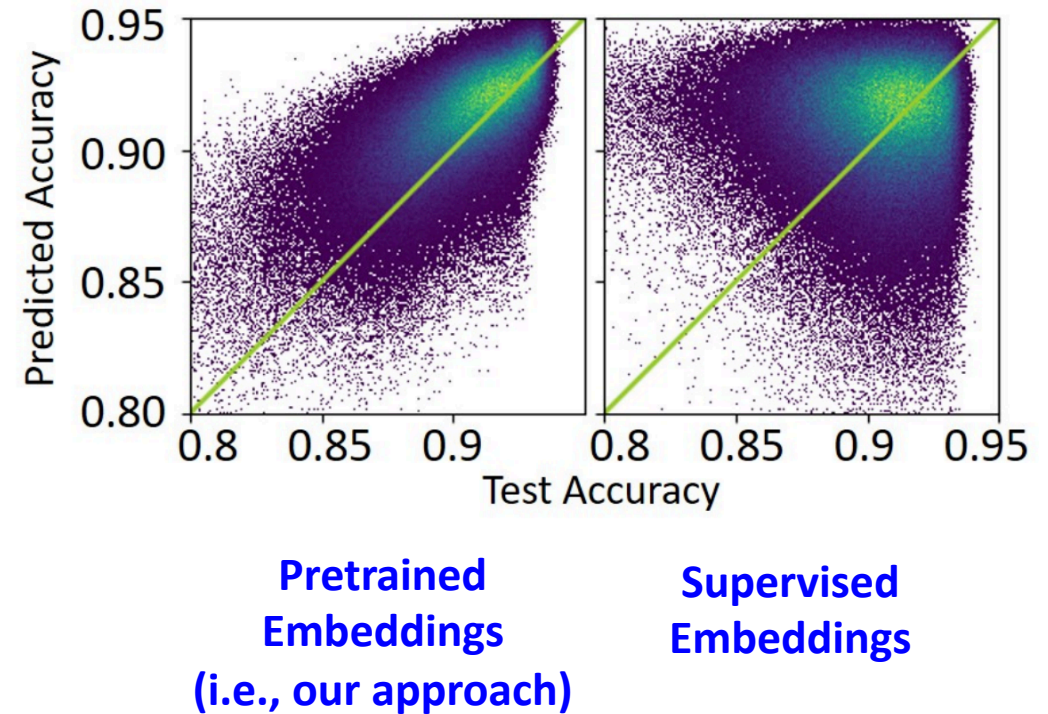 Predicted Accuracy
0.95
0.90
0.85
0.80
0.8 0.85 0.9
0.8 0.85 0.9 0.95
Test Accuracy
Pretrained
Embeddings
(i.e., our approach)
Supervised
Embeddings